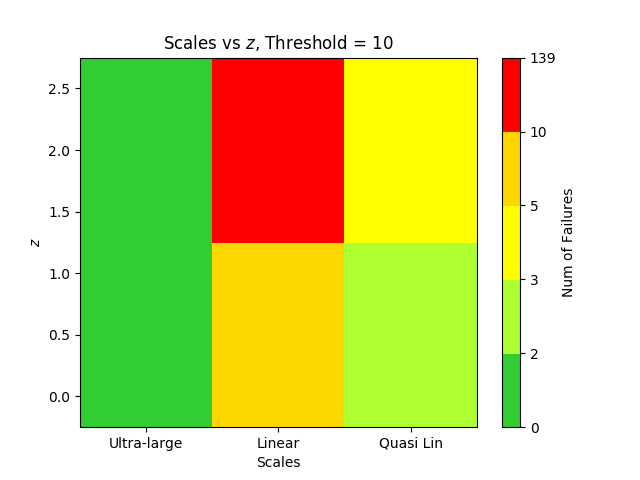 Scales vs z, Threshold = 10
2.5
2.0
1.5
1.0
0.5
0.0
z
Ultra-large
Linear
Quasi Lin
Scales
139
10
5
3
2
0
Num of Failures